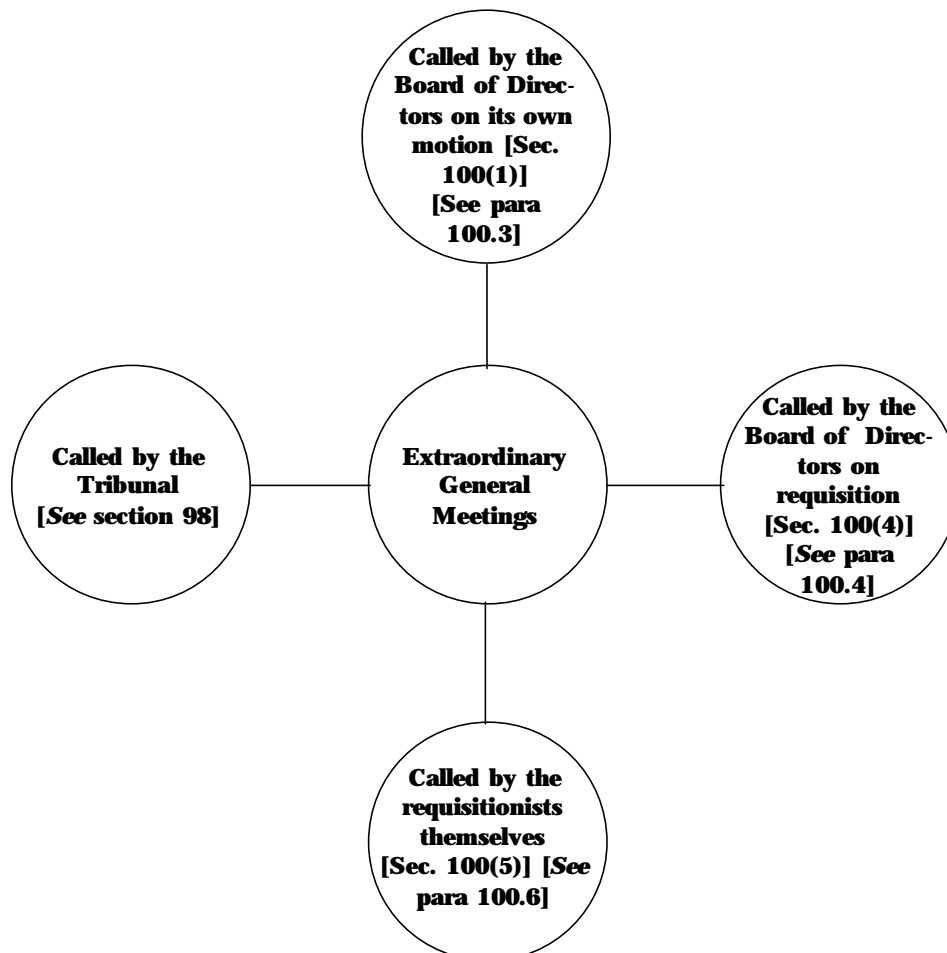 Called by the
Board of Direc-
tors on its own
motion [Sec.
100(1)]
[See para
100.3]
Called by the
Tribunal
[See section 98]
Extraordinary
General
Meetings
Called by the
Board of Direc-
tors on
requisition
[Sec. 100(4)]
[See para
100.4]
Called by the
requisitionists
themselves
[Sec. 100(5)] [See
para 100.6]